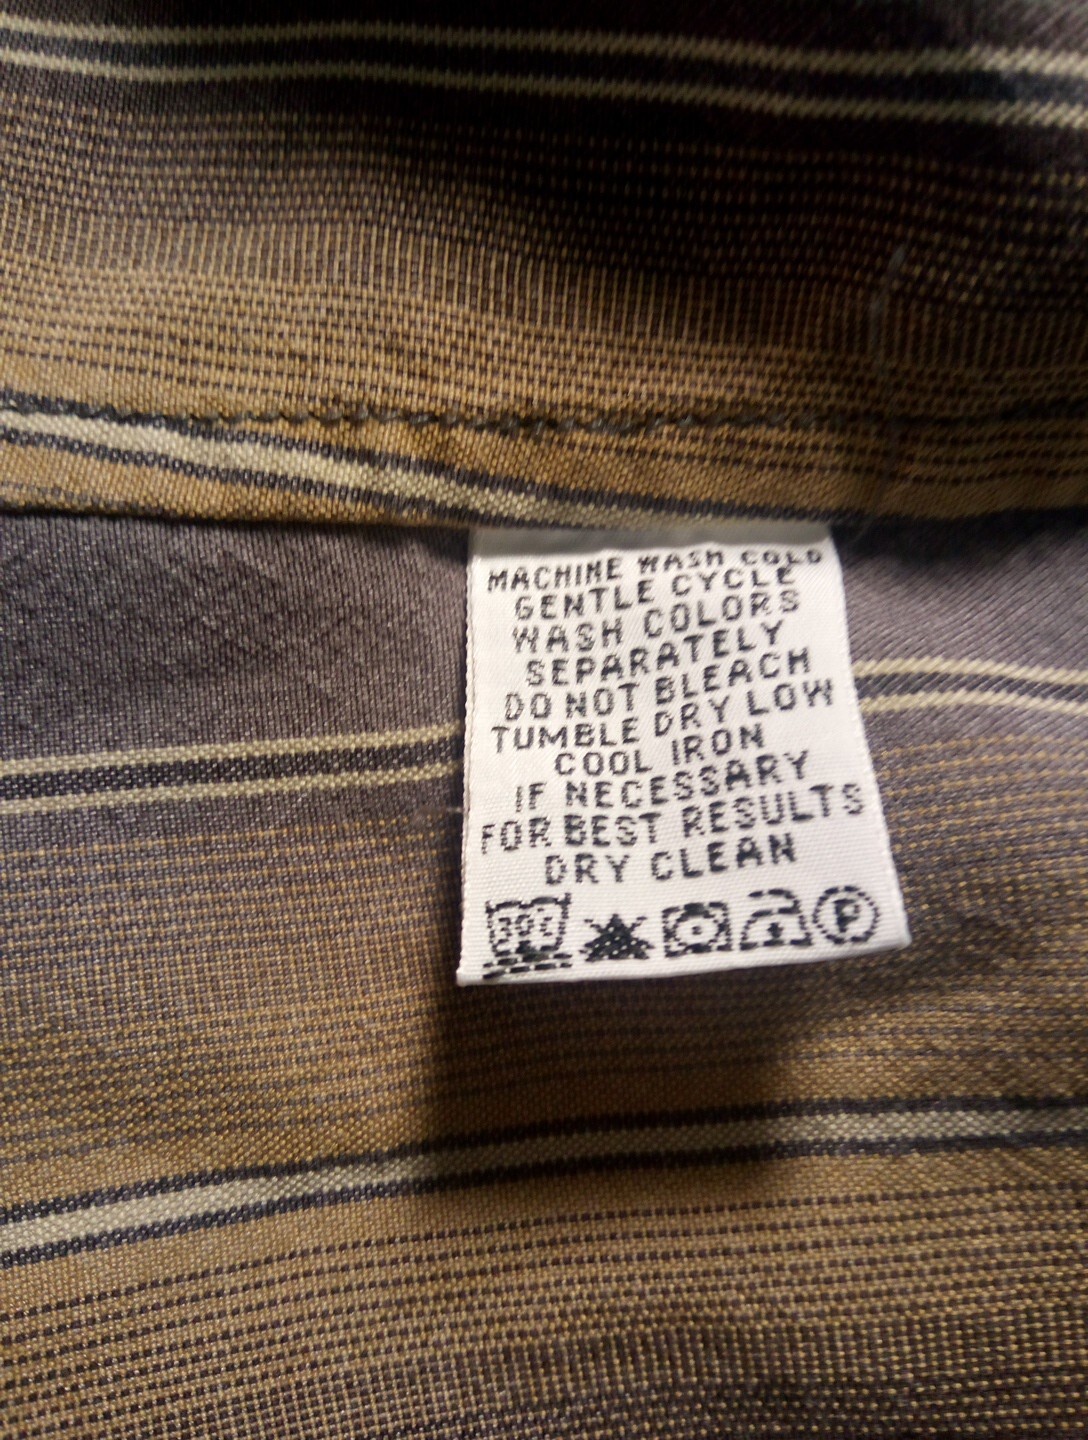 MACHINE WASH COLD
GENTLE CYCLE
WASH COLORS
SEPARATELY
DO NOT BLEACH
TUMBLE DRY LOW
COOL IRON
IF NECESSARY
FOR BEST RESULTS
DRY CLEAN
30C P